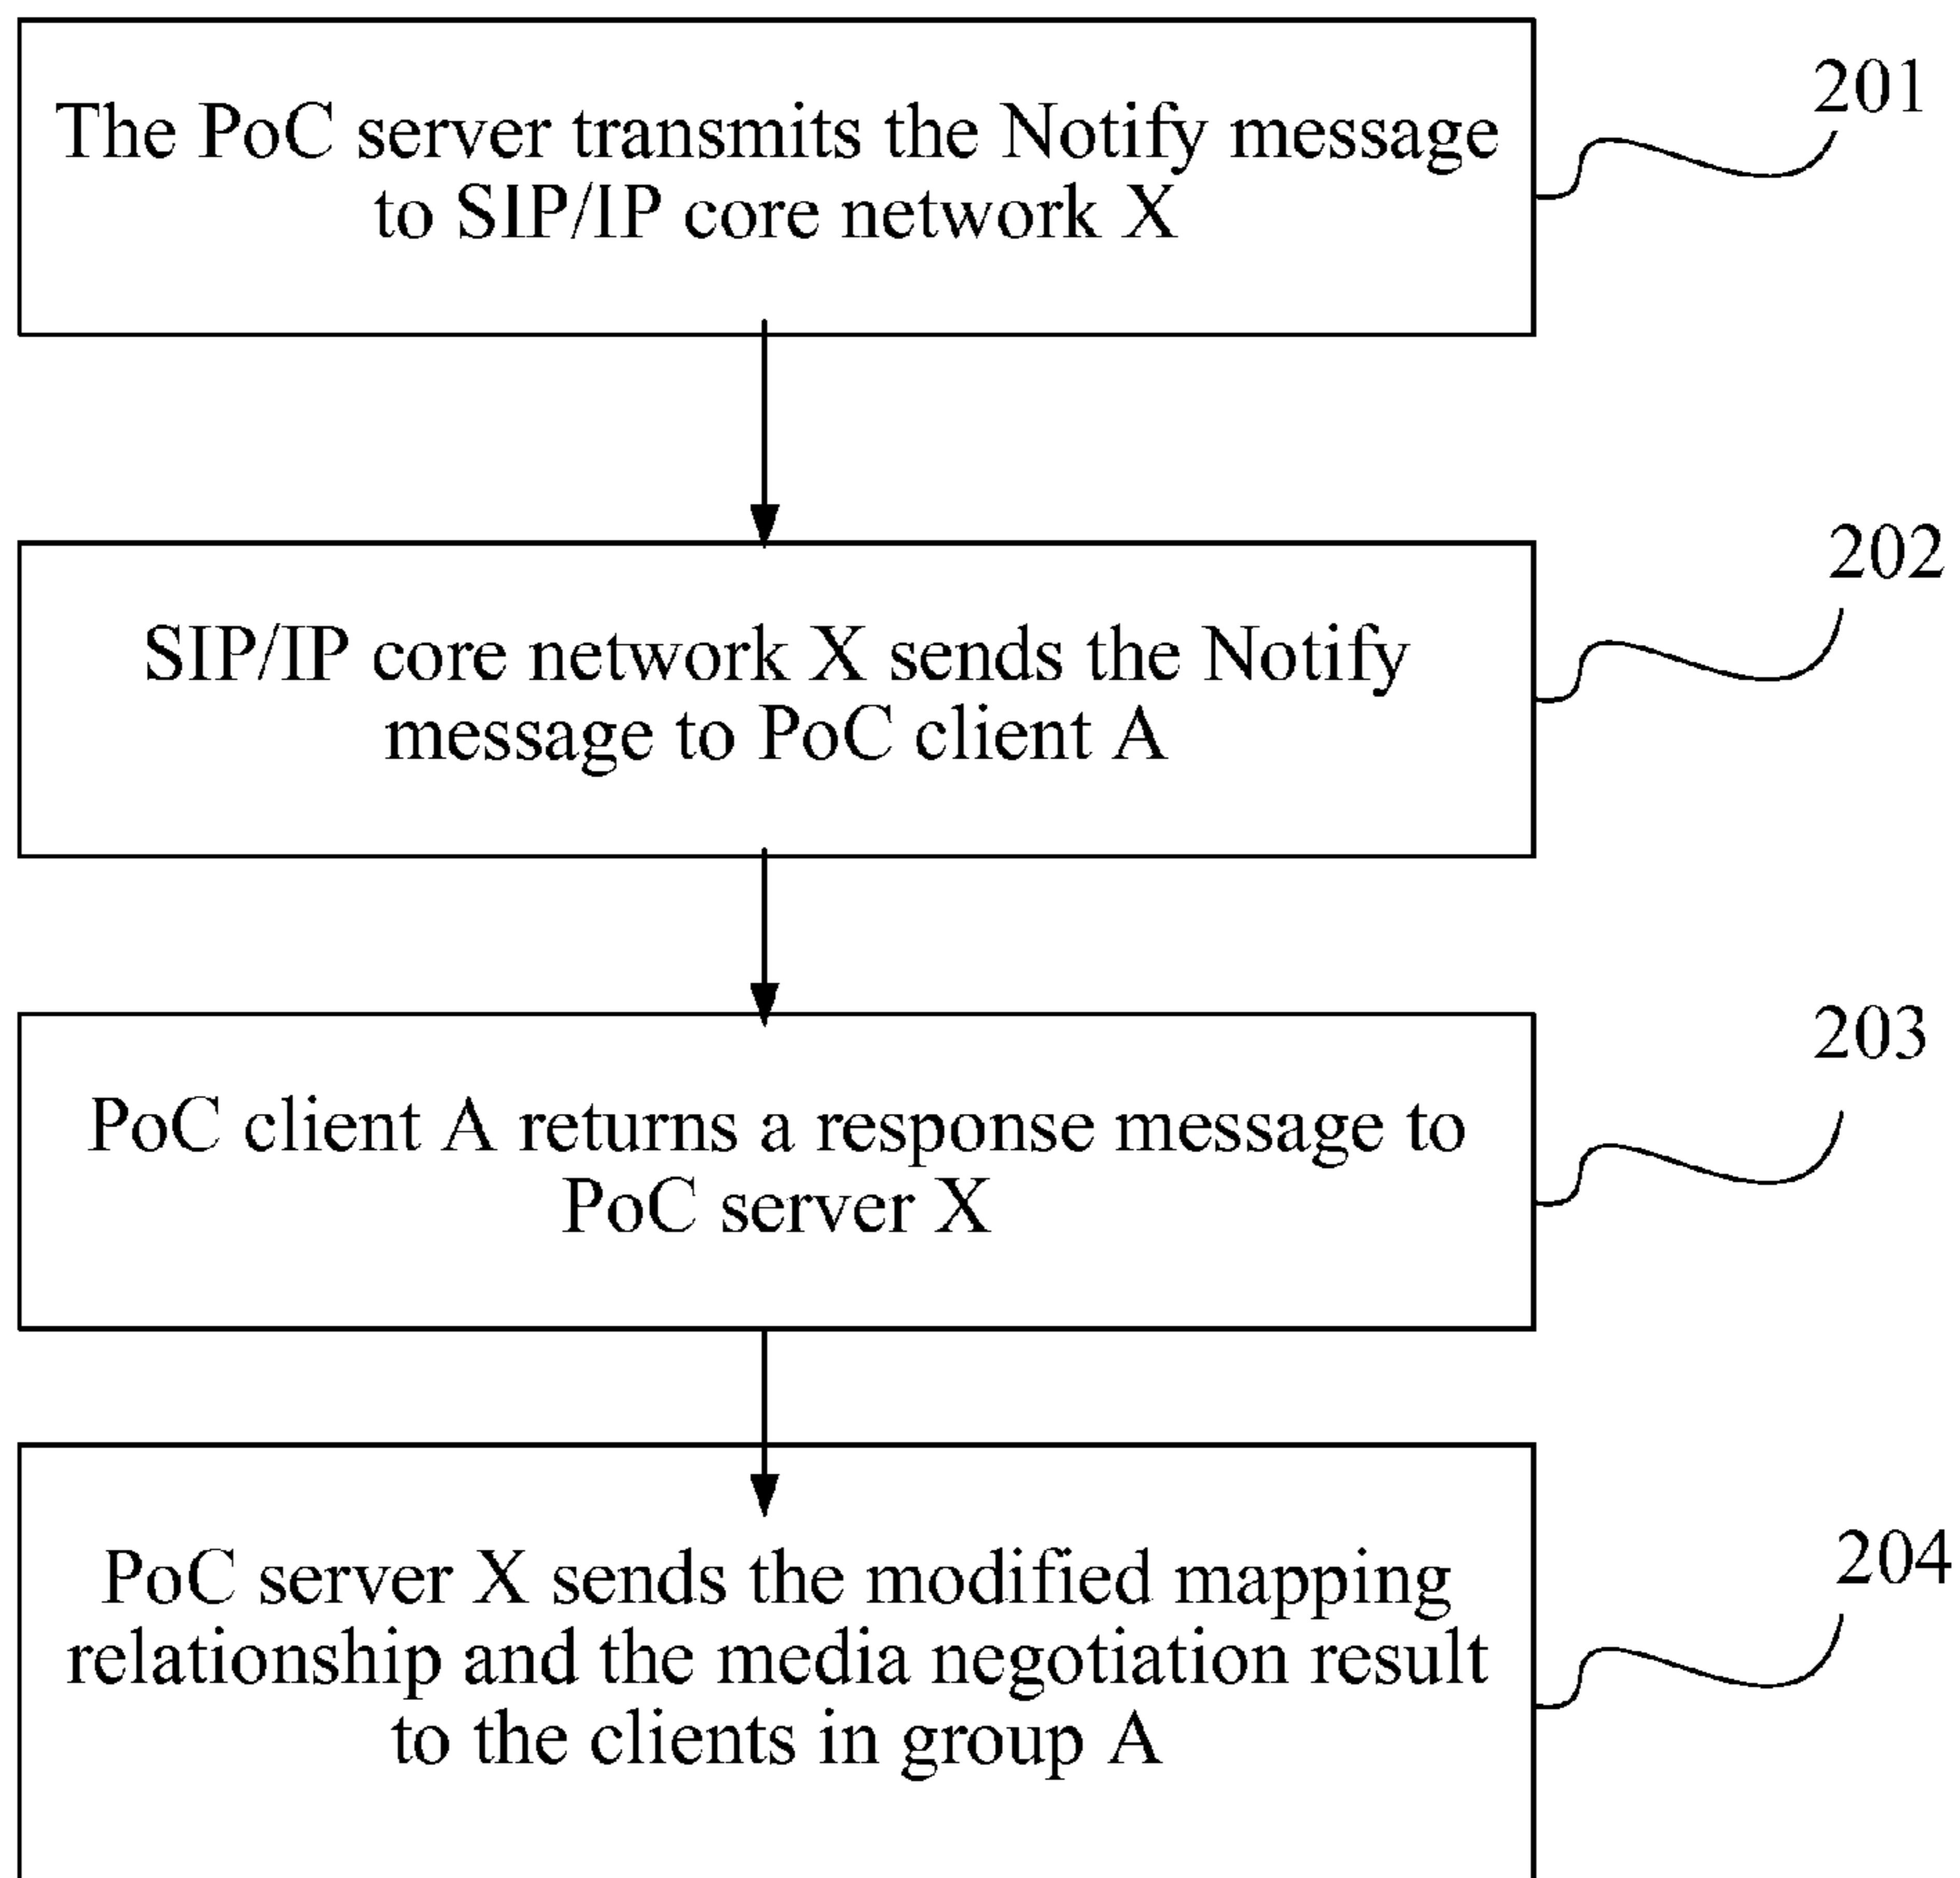 The PoC server transmits the Notify message
to SIP/IP core network X
201
SIP/IP core network X sends the Notify
message to PoC client A
202
PoC client A returns a response message to
PoC server X
203
PoC server X sends the modified mapping
relationship and the media negotiation result
to the clients in group A
204